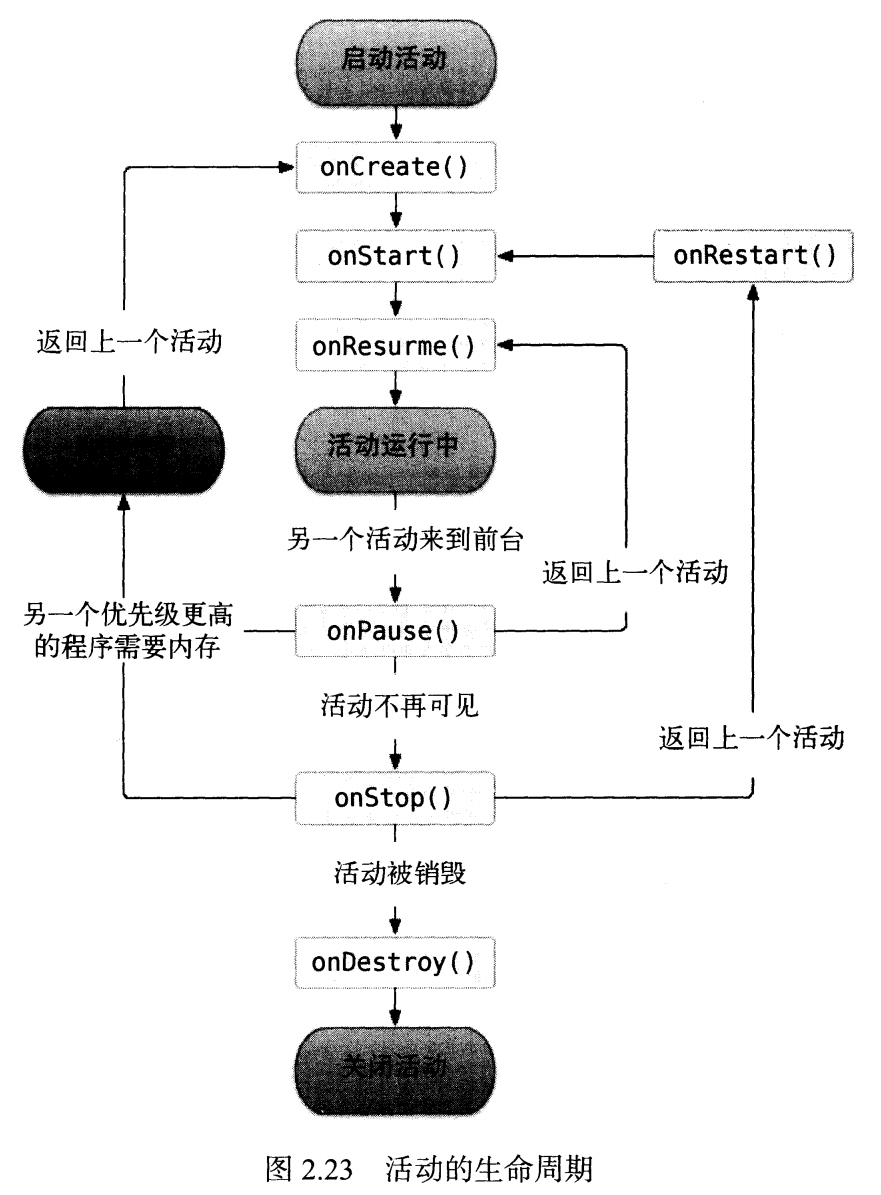 启动活动
onCreate()
onStart()
onRestart()
返回上一个活动
onResurme()
活动运行中
另一个活动来到前台
返回上一个活动
另一个优先级更高
的程序需要内存
onPause()
活动不再可见
返回上一个活动
onStop()
活动被销毁
onDestroy()
关闭活动
图 2.23 活动的生命周期